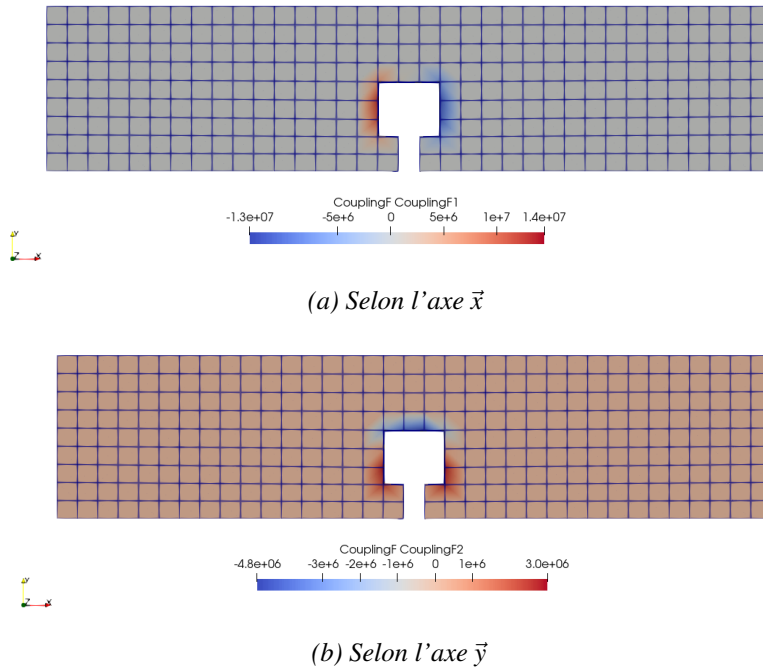 CouplingF CouplingF1
-1.3e+07 -5e+6 0 5e+6 1e+7 1.4e+07
y
Z x
(a) Selon l'axe x⃗
CouplingF CouplingF2
-4.8e+06 -3e+6 -2e+6 -1e+6 0 1e+6 3.0e+06
y
Z x
(b) Selon l'axe y⃗